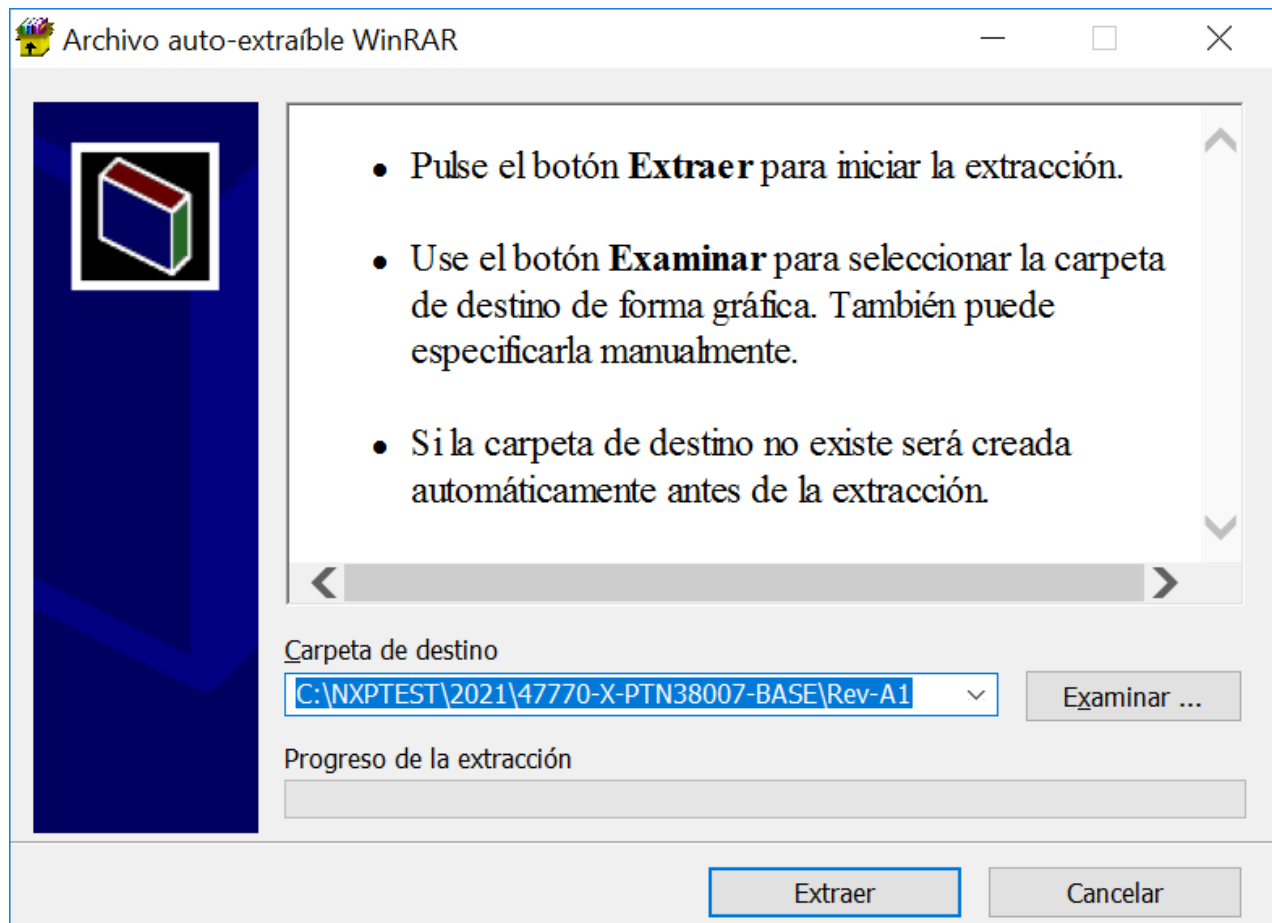 Archivo auto-extraíble WinRAR
• Pulse el botón Extraer para iniciar la extracción.
• Use el botón Examinar para seleccionar la carpeta
de destino de forma gráfica. También puede
especificarla manualmente.
• Si la carpeta de destino no existe será creada
automáticamente antes de la extracción.
Carpeta de destino
C:\NXPTEST\2021\47770-X-PTN38007-BASE\Rev-A1
Examinar ...
Progreso de la extracción
Extraer
Cancelar